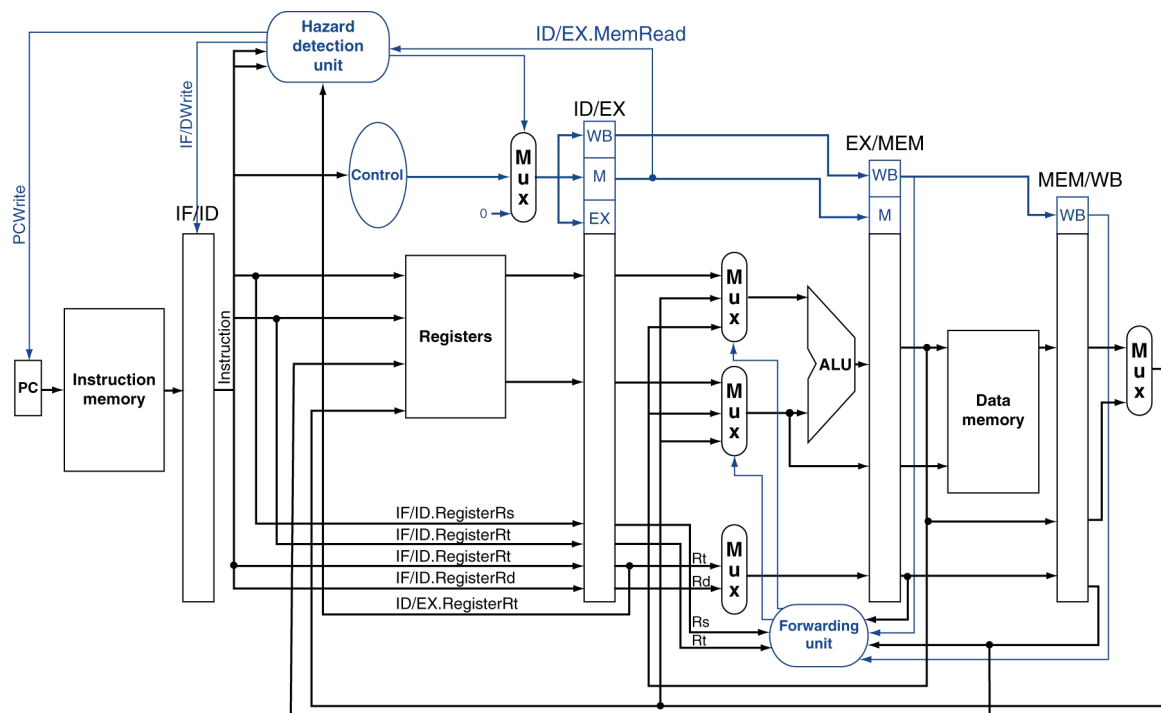 Hazard
detection
unit
ID/EX.MemRead
PCWrite
IF/DWrite
Control
0
M
u
x
ID/EX
WB
M
EX
EX/MEM
WB
M
MEM/WB
WB
IF/ID
PC
Instruction
memory
Instruction
Registers
M
u
x
M
u
x
ALU
Data
memory
M
u
x
IF/ID.RegisterRs
IF/ID.RegisterRt
IF/ID.RegisterRt
IF/ID.RegisterRd
ID/EX.RegisterRt
Rt
Rd
M
u
x
Rs
Rt
Forwarding
unit